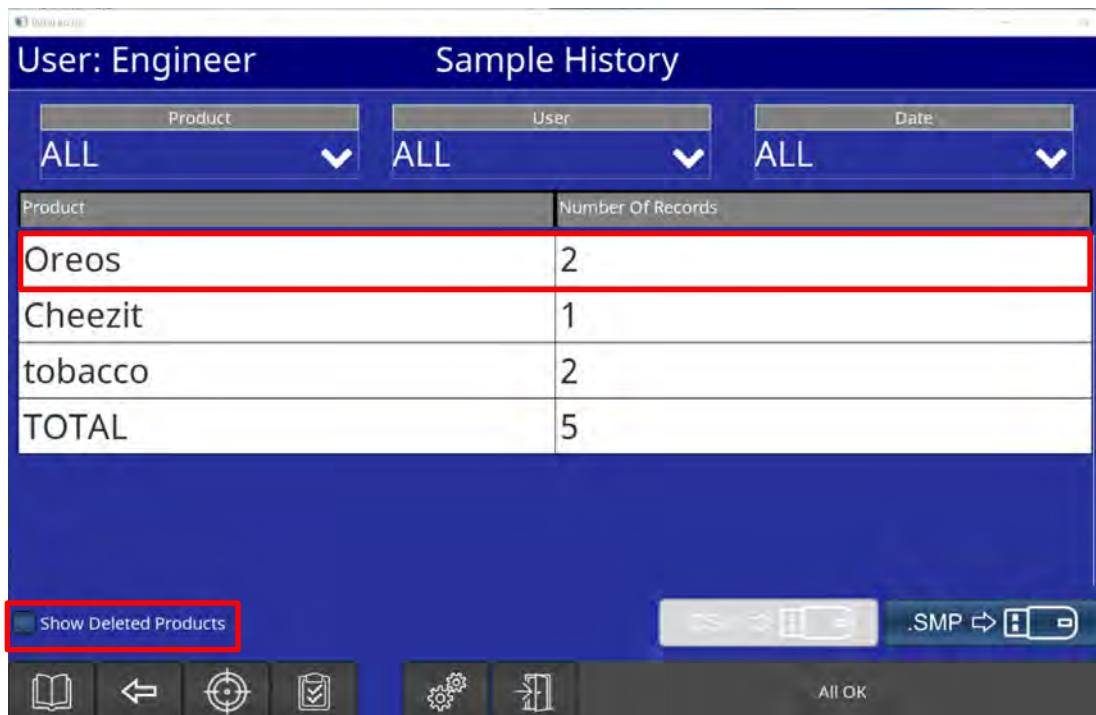 User: Engineer Sample History
Product User Date
ALL ALL ALL
Product Number Of Records
Oreos 2
Cheezit 1
tobacco 2
TOTAL 5
Show Deleted Products
.SMP
All OK